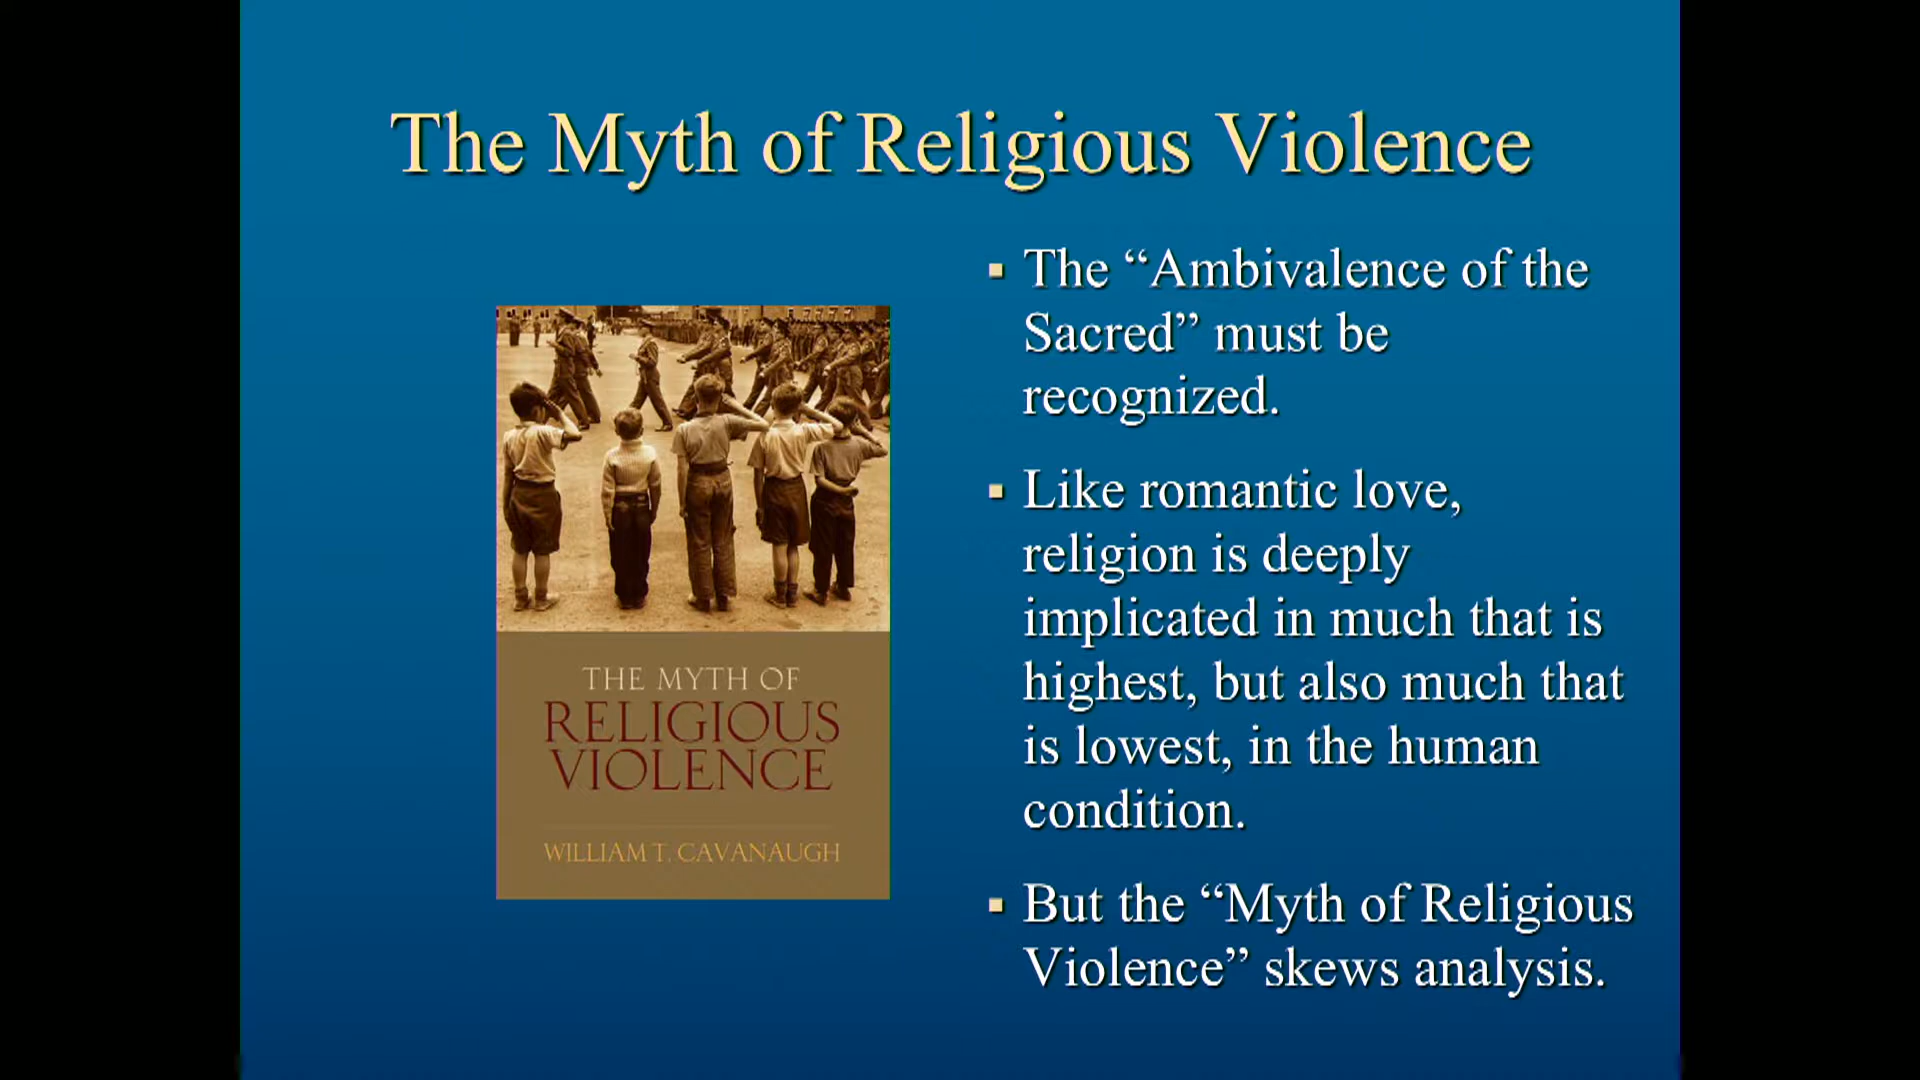 The Myth of Religious Violence
▪ The “Ambivalence of the
Sacred” must be
recognized.
▪ Like romantic love,
religion is deeply
implicated in much that is
highest, but also much that
is lowest, in the human
condition.
▪ But the “Myth of Religious
Violence” skews analysis.
THE MYTH OF
RELIGIOUS
VIOLENCE
WILLIAM T. CAVANAUGH